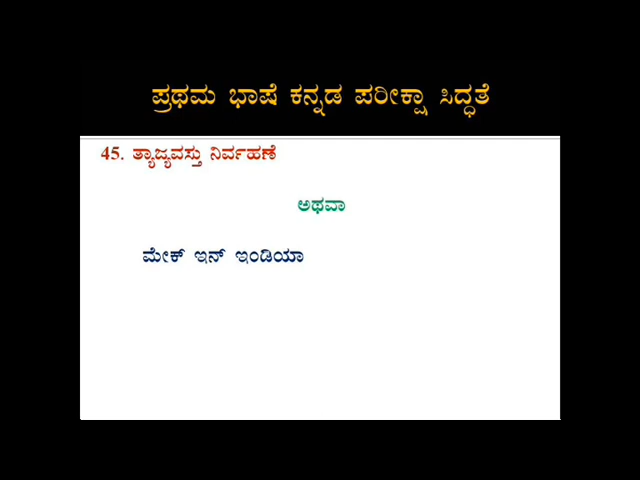 ಪ್ರಥಮ ಭಾಷೆ ಕನ್ನಡ ಪರೀಕ್ಷಾ ಸಿದ್ಧತೆ
45. ತ್ಯಾಜ್ಯವಸ್ತು ನಿರ್ವಹಣೆ
ಅಥವಾ
ಮೇಕ್ ಇನ್ ಇಂಡಿಯಾ